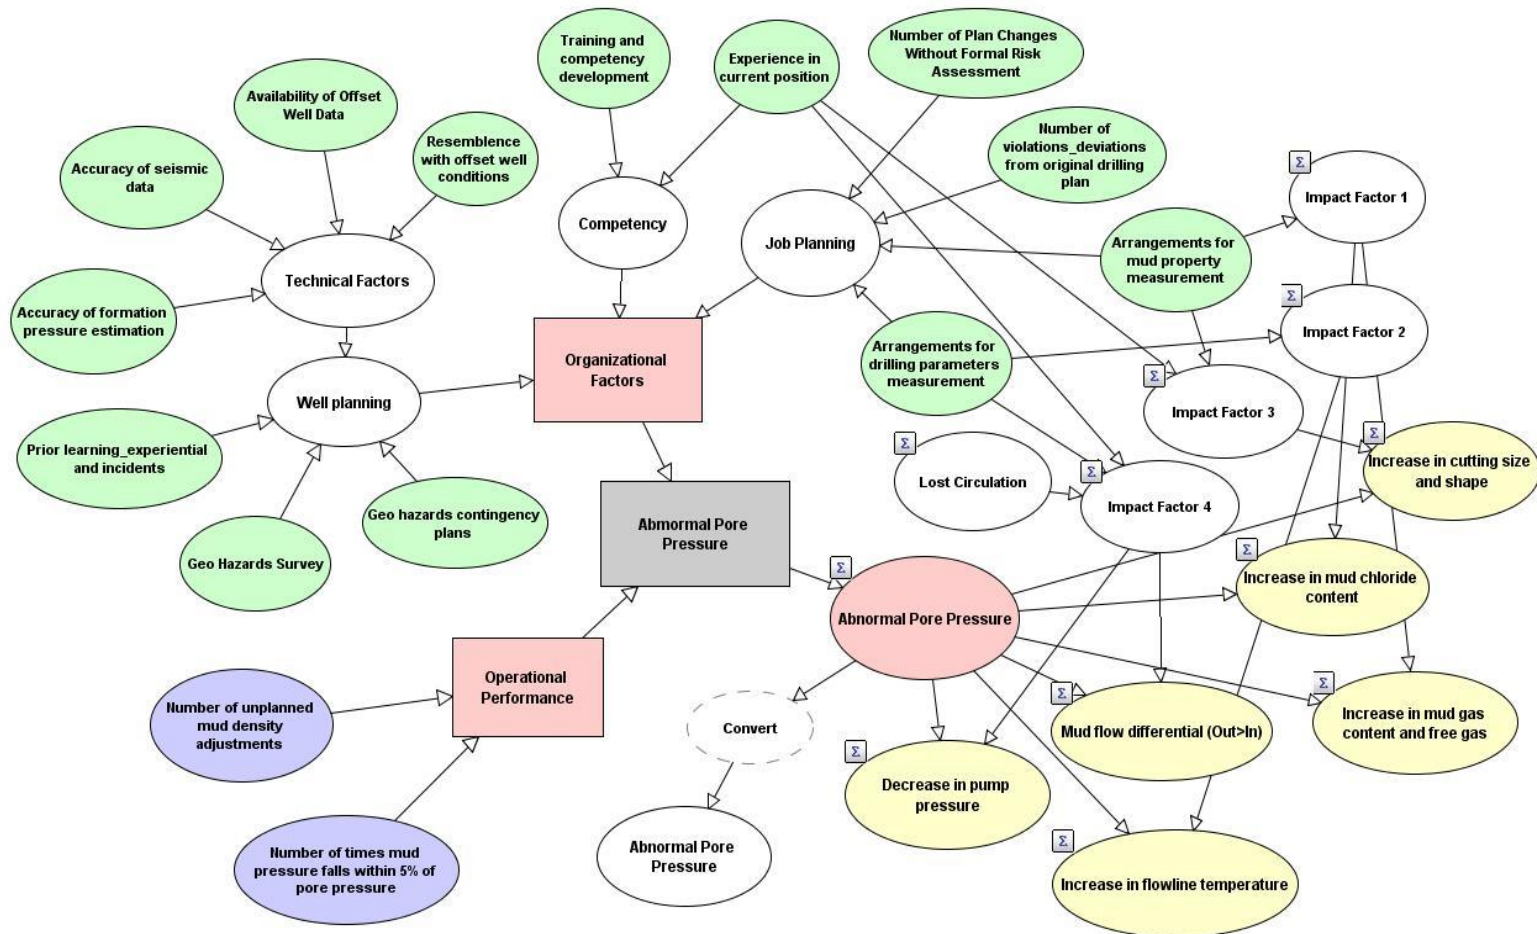 Training and
competency
development
Experience in
current position
Number of Plan Changes
Without Formal Risk
Assessment
Availability of Offset
Well Data
Resemblence
with offset well
conditions
Number of
violations_deviations
from original drilling
plan
Accuracy of seismic
data
Σ
Impact Factor 1
Competency
Job Planning
Arrangements for
mud property
measurement
Technical Factors
Σ
Impact Factor 2
Accuracy of formation
pressure estimation
Organizational
Factors
Arrangements for
drilling parameters
measurement
Σ
Impact Factor 3
Well planning
Prior learning_experiential
and incidents
Σ
Lost Circulation
Σ
Increase in cutting size
and shape
Σ
Impact Factor 4
Geo hazards contingency
plans
Abmormal Pore
Pressure
Geo Hazards Survey
Σ
Abnormal Pore Pressure
Σ
Increase in mud chloride
content
Operational
Performance
Number of unplanned
mud density
adjustments
Convert
Σ
Mud flow differential (Out>In)
Σ
Increase in mud gas
content and free gas
Σ
Decrease in pump
pressure
Abnormal Pore
Pressure
Number of times mud
pressure falls within 5% of
pore pressure
Σ
Increase in flowline temperature